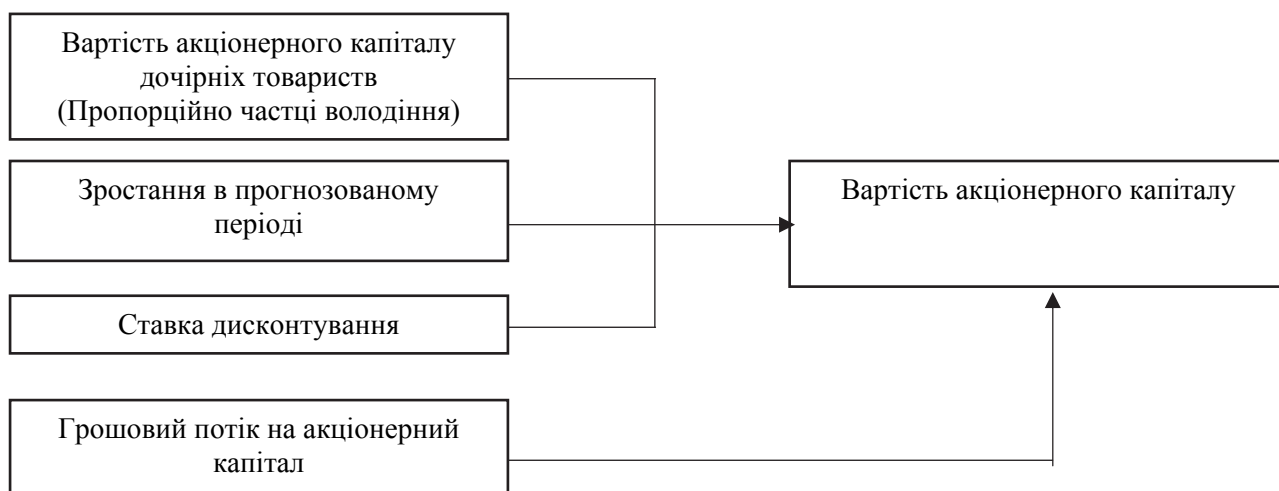 Вартість акціонерного капіталу
дочірніх товариств
(Пропорційно частці володіння)
Зростання в прогнозованому
періоді
Вартість акціонерного капіталу
Ставка дисконтування
Грошовий потік на акціонерний
капітал